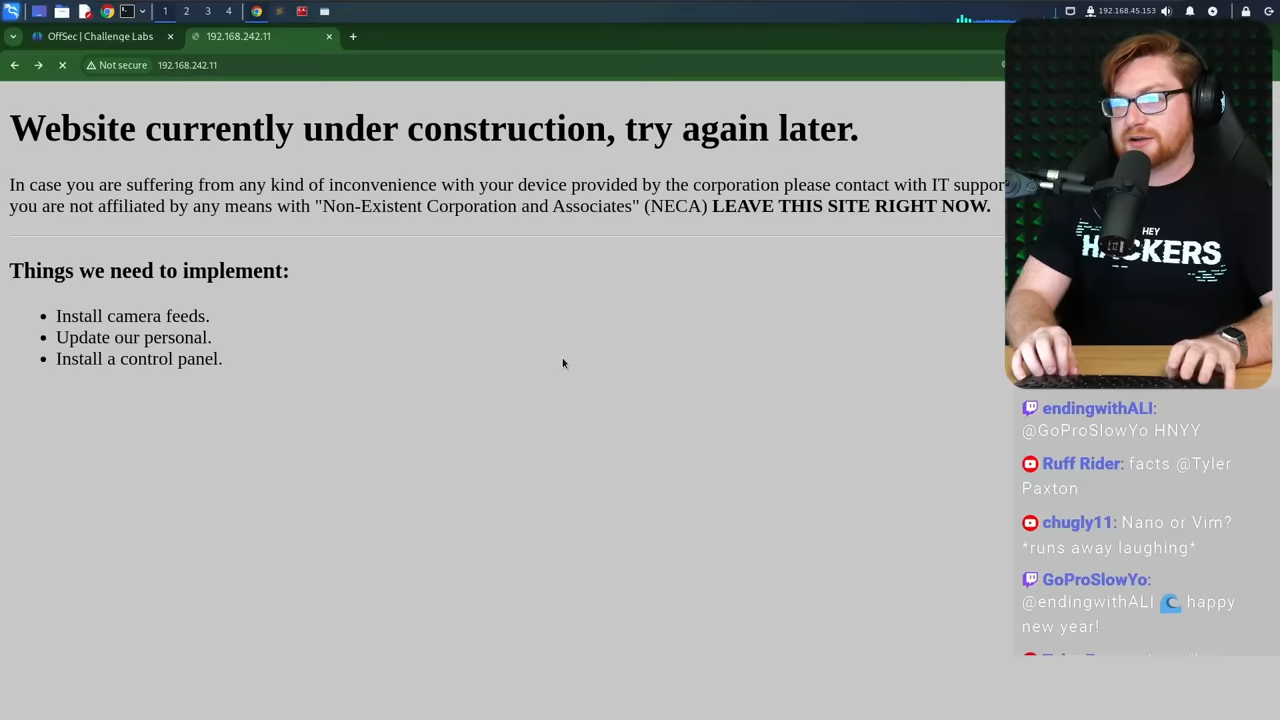 1
2
3
4
192.168.45.153
OffSec | Challenge Labs
192.168.242.11
Not secure
192.168.242.11
Website currently under construction, try again later.
In case you are suffering from any kind of inconvenience with your device provided by the corporation please contact with IT suppor
you are not affiliated by any means with "Non-Existent Corporation and Associates" (NECA) LEAVE THIS SITE RIGHT NOW.
Things we need to implement:
• Install camera feeds.
• Update our personal.
• Install a control panel.
HEY
HACKERS
endingwithALI:
@GoProSlowYo HNYY
Ruff Rider: facts @Tyler
Paxton
chugly11: Nano or Vim?
*runs away laughing*
GoProSlowYo:
@endingwithALI 🌊 happy
new year!